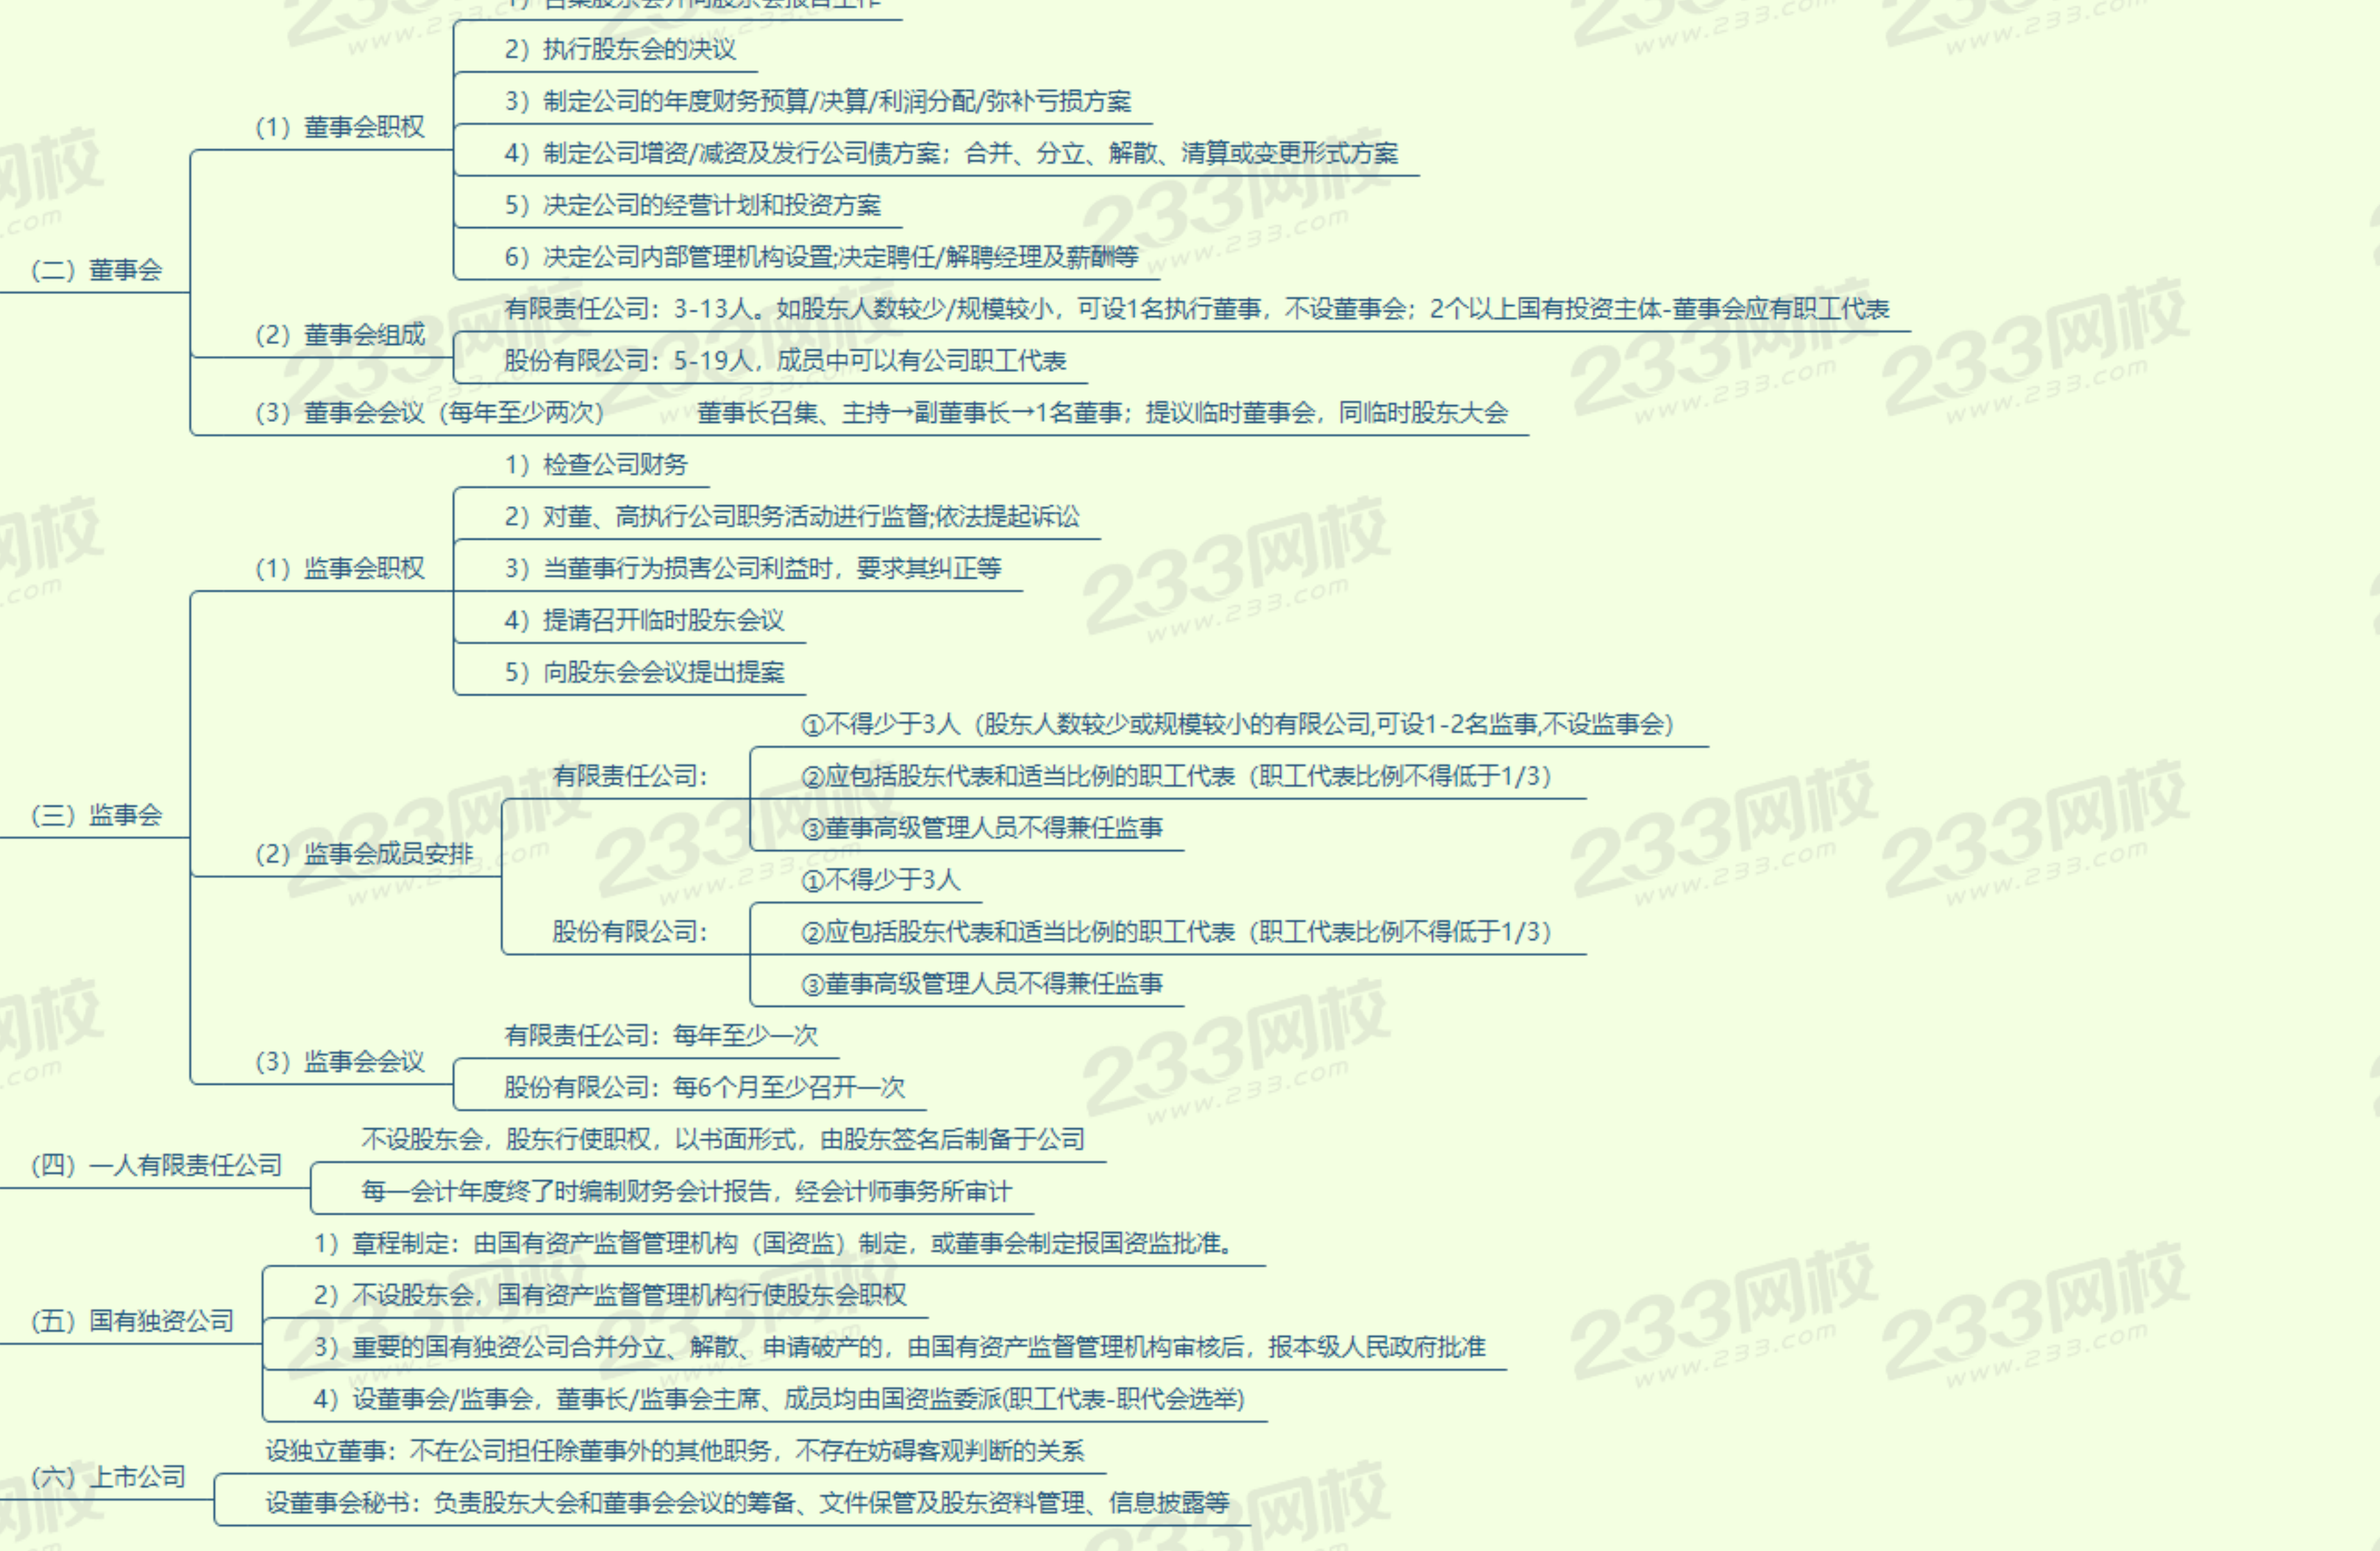 2）执行股东会的决议
3）制定公司的年度财务预算/决算/利润分配/弥补亏损方案
（1）董事会职权
4）制定公司增资/减资及发行公司债方案；合并、分立、解散、清算或变更形式方案
5）决定公司的经营计划和投资方案
6）决定公司内部管理机构设置;决定聘任/解聘经理及薪酬等
（二）董事会
有限责任公司：3-13人。如股东人数较少/规模较小，可设1名执行董事，不设董事会；2个以上国有投资主体-董事会应有职工代表
（2）董事会组成
股份有限公司：5-19人，成员中可以有公司职工代表
（3）董事会会议（每年至少两次） 董事长召集、主持→副董事长→1名董事；提议临时董事会，同临时股东大会
1）检查公司财务
2）对董、高执行公司职务活动进行监督;依法提起诉讼
（1）监事会职权
3）当董事行为损害公司利益时，要求其纠正等
4）提请召开临时股东会议
5）向股东会会议提出提案
（三）监事会
①不得少于3人（股东人数较少或规模较小的有限公司,可设1-2名监事,不设监事会）
有限责任公司：
②应包括股东代表和适当比例的职工代表（职工代表比例不得低于1/3）
③董事高级管理人员不得兼任监事
（2）监事会成员安排
①不得少于3人
股份有限公司：
②应包括股东代表和适当比例的职工代表（职工代表比例不得低于1/3）
③董事高级管理人员不得兼任监事
有限责任公司：每年至少一次
（3）监事会会议
股份有限公司：每6个月至少召开一次
不设股东会，股东行使职权，以书面形式，由股东签名后制备于公司
（四）一人有限责任公司
每一会计年度终了时编制财务会计报告，经会计师事务所审计
1）章程制定：由国有资产监督管理机构（国资监）制定，或董事会制定报国资监批准。
2）不设股东会，国有资产监督管理机构行使股东会职权
（五）国有独资公司
3）重要的国有独资公司合并分立、解散、申请破产的，由国有资产监督管理机构审核后，报本级人民政府批准
4）设董事会/监事会，董事长/监事会主席、成员均由国资监委派(职工代表-职代会选举)
设独立董事：不在公司担任除董事外的其他职务，不存在妨碍客观判断的关系
（六）上市公司
设董事会秘书：负责股东大会和董事会会议的筹备、文件保管及股东资料管理、信息披露等
233网校
www.233.com